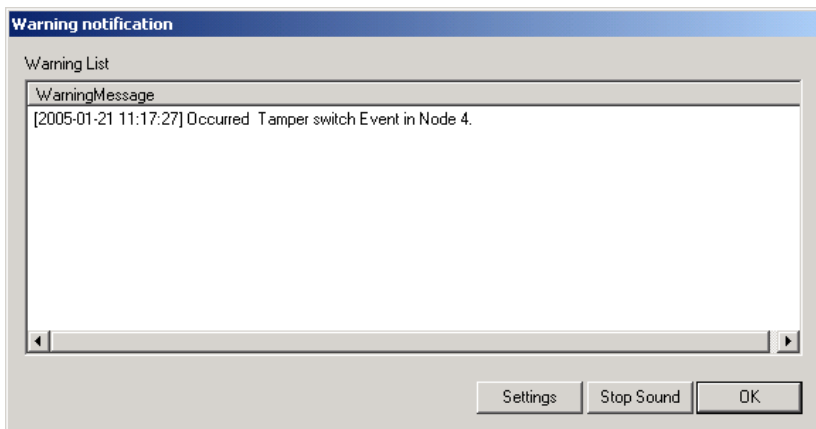 Warning notification
Warning List
WarningMessage
[2005-01-21 11:17:27] Occurred  Tamper switch Event in Node 4.
Settings
Stop Sound
OK